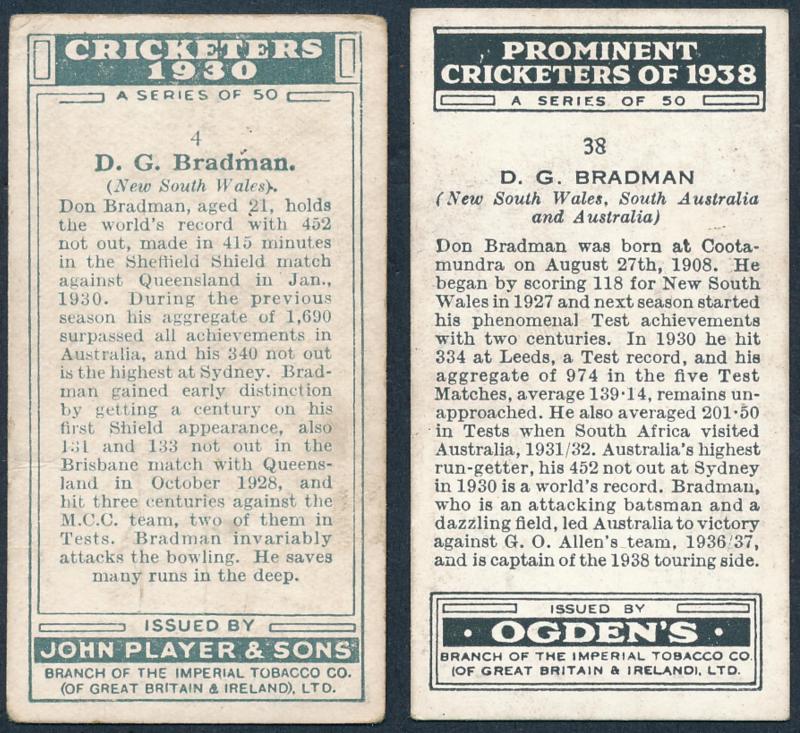 CRICKETERS
1930
A SERIES OF 50
4
D. G. Bradman.
(New South Wales).
Don Bradman, aged 21, holds
the world's record with 452
not out, made in 415 minutes
in the Sheffield Shield match
against Queensland in Jan.,
1930. During the previous
season his aggregate of 1,690
surpassed all achievements in
Australia, and his 340 not out
is the highest at Sydney. Brad-
man gained early distinction
by getting a century on his
first Shield appearance, also
131 and 133 not out in the
Brisbane match with Queens-
land in October 1928, and
hit three centuries against the
M.C.C. team, two of them in
Tests. Bradman invariably
attacks the bowling. He saves
many runs in the deep.
ISSUED BY
JOHN PLAYER & SONS
BRANCH OF THE IMPERIAL TOBACCO CO.
(OF GREAT BRITAIN & IRELAND), LTD.
PROMINENT
CRICKETERS OF 1938
A SERIES OF 50
38
D. G. BRADMAN
(New South Wales, South Australia
and Australia)
Don Bradman was born at Coota-
mundra on August 27th, 1908. He
began by scoring 118 for New South
Wales in 1927 and next season started
his phenomenal Test achievements
with two centuries. In 1930 he hit
334 at Leeds, a Test record, and his
aggregate of 974 in the five Test
Matches, average 139·14, remains un-
approached. He also averaged 201·50
in Tests when South Africa visited
Australia, 1931/32. Australia's highest
run-getter, his 452 not out at Sydney
in 1930 is a world's record. Bradman,
who is an attacking batsman and a
dazzling field, led Australia to victory
against G. O. Allen's team, 1936/37,
and is captain of the 1938 touring side.
ISSUED BY
· OGDEN'S ·
BRANCH OF THE IMPERIAL TOBACCO CO.
(OF GREAT BRITAIN & IRELAND), LTD.